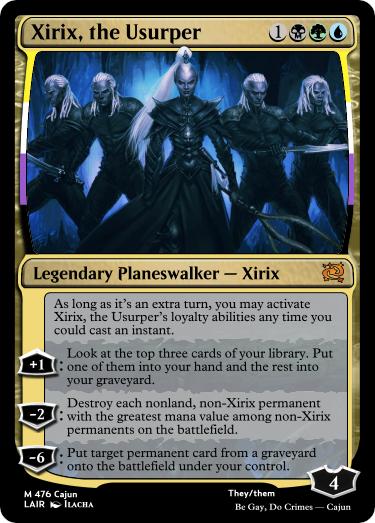 Xirix, the Usurper
1
Legendary Planeswalker — Xirix
As long as it's an extra turn, you may activate
Xirix, the Usurper's loyalty abilities any time you
could cast an instant.
+1: Look at the top three cards of your library. Put
one of them into your hand and the rest into
your graveyard.
-2: Destroy each nonland, non-Xirix permanent
with the greatest mana value among non-Xirix
permanents on the battlefield.
-6: Put target permanent card from a graveyard
onto the battlefield under your control.
4
M 476 Cajun
They/them
LAIR Ilacha
Be Gay, Do Crimes — Cajun